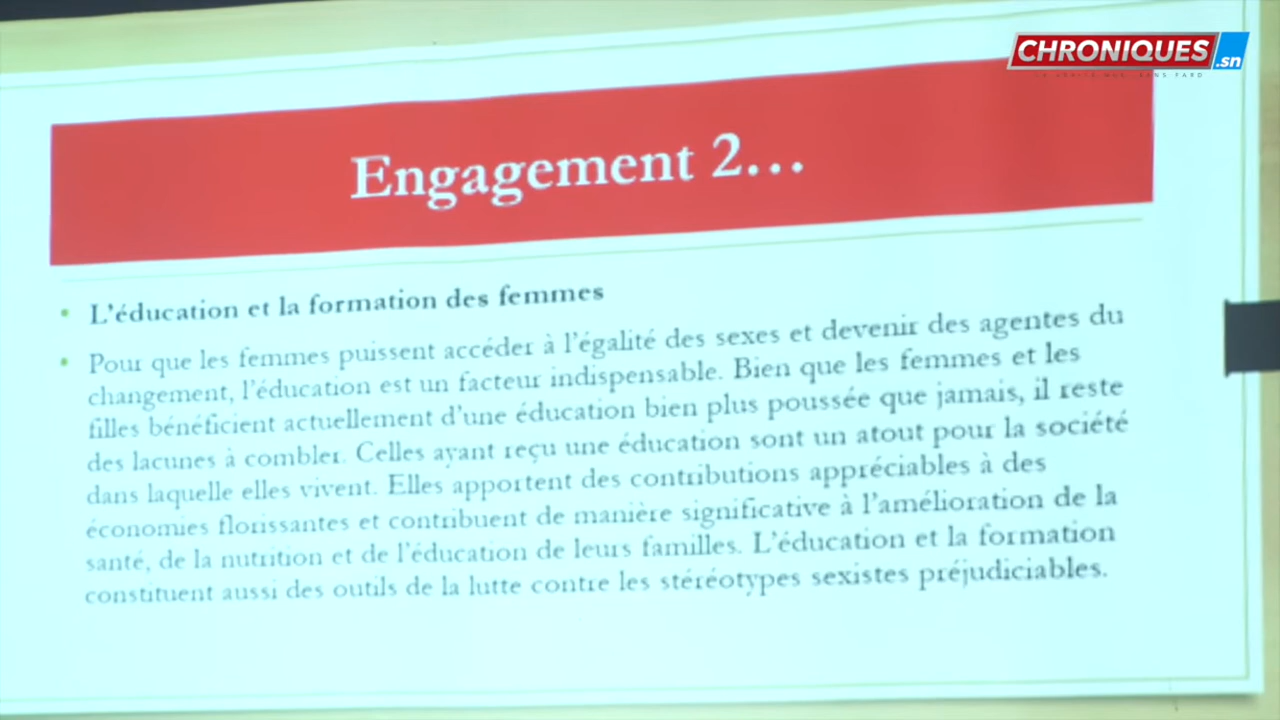 CHRONIQUES.sn
Engagement 2...
• L'éducation et la formation des femmes
• Pour que les femmes puissent accéder à l'égalité des sexes et devenir des agentes du
changement, l'éducation est un facteur indispensable. Bien que les femmes et les
filles bénéficient actuellement d'une éducation bien plus poussée que jamais, il reste
des lacunes à combler. Celles ayant reçu une éducation sont un atout pour la société
dans laquelle elles vivent. Elles apportent des contributions appréciables à des
économies florissantes et contribuent de manière significative à l'amélioration de la
santé, de la nutrition et de l'éducation de leurs familles. L'éducation et la formation
constituent aussi des outils de la lutte contre les stéréotypes sexistes préjudiciables.